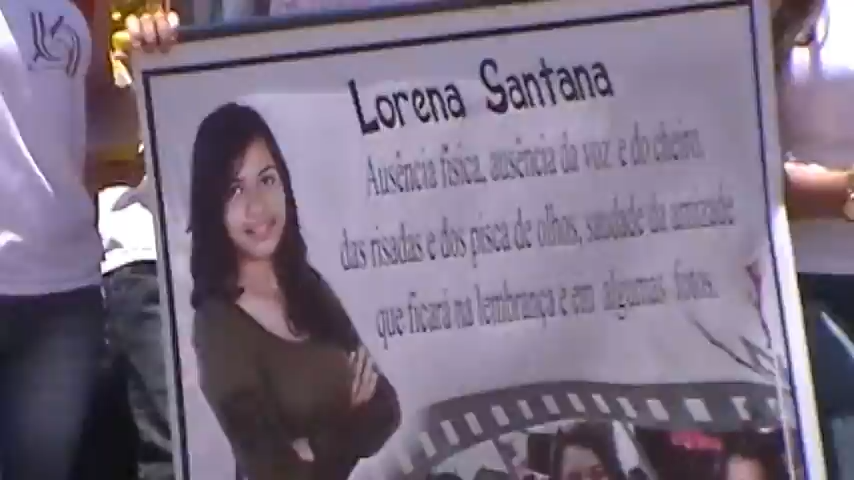 Lorena Santana
Ausência física, ausência da voz e do cheiro,
das risadas e dos pisca de olhos, saudade da amizade
que ficará na lembrança e em algumas fotos.